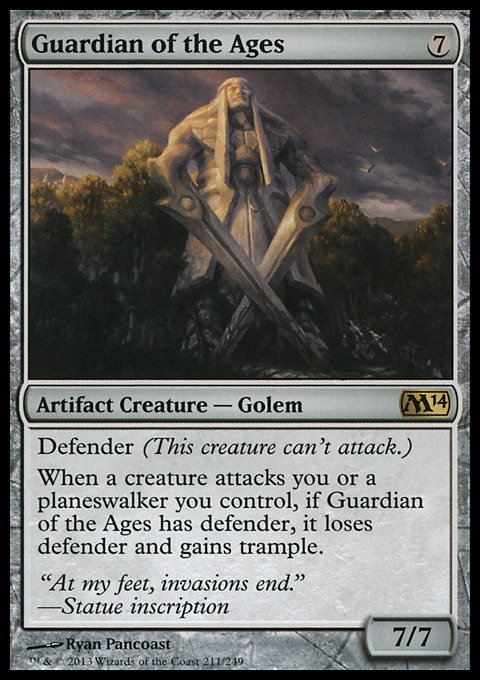 Guardian of the Ages 7
Artifact Creature — Golem M14
Defender (This creature can't attack.)
When a creature attacks you or a
planeswalker you control, if Guardian
of the Ages has defender, it loses
defender and gains trample.
“At my feet, invasions end.”
—Statue inscription
7/7
Ryan Pancoast
™ & © 2013 Wizards of the Coast 211/249